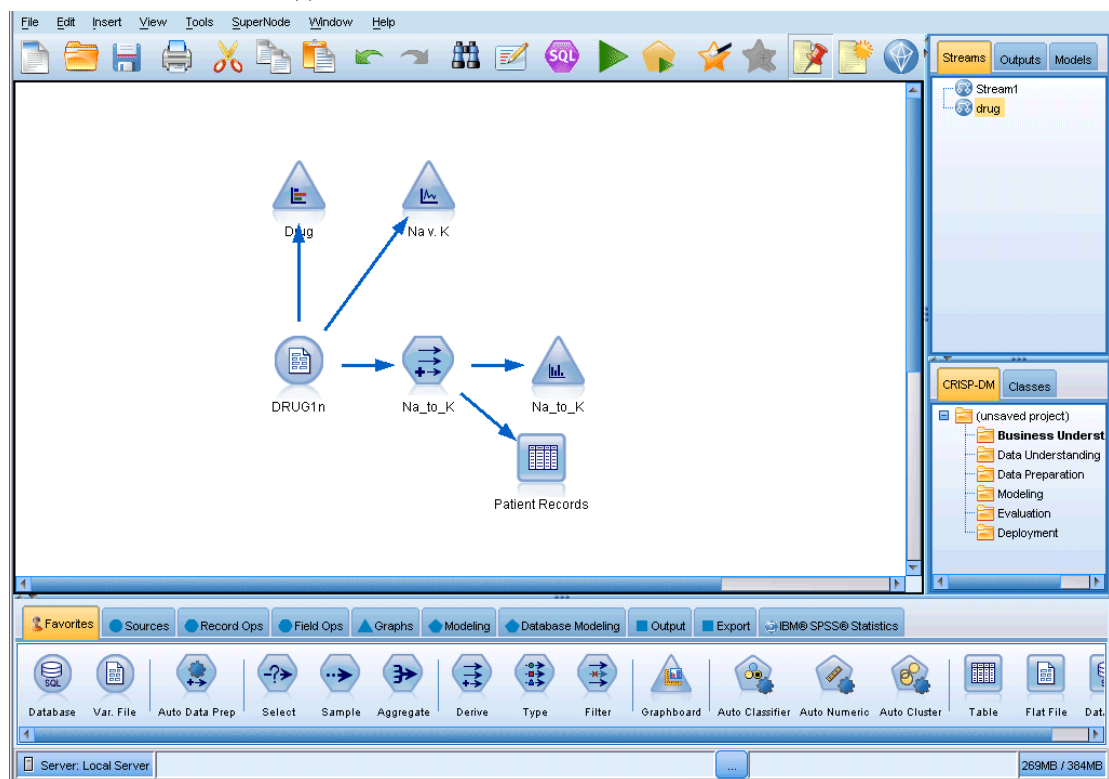 File Edit Insert View Tools SuperNode Window Help
SQL
Streams Outputs Models
Stream1
drug
Drug
Na v. K
DRUG1n
Na_to_K
Na_to_K
Patient Records
CRISP-DM Classes
(unsaved project)
Business Underst
Data Understanding
Data Preparation
Modeling
Evaluation
Deployment
Favorites Sources Record Ops Field Ops Graphs Modeling Database Modeling Output Export IBM® SPSS® Statistics
SQL
Database Var. File Auto Data Prep Select Sample Aggregate Derive Type Filter Graphboard Auto Classifier Auto Numeric Auto Cluster Table Flat File Dat
Server: Local Server ... 269MB / 384MB